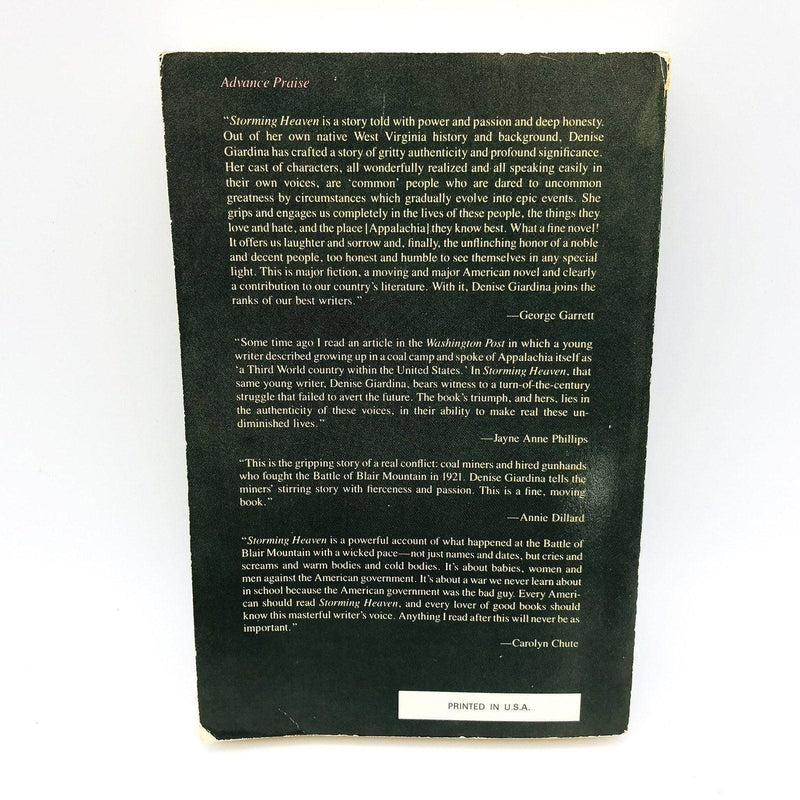 Advance Praise
“Storming Heaven is a story told with power and passion and deep honesty.
Out of her own native West Virginia history and background, Denise
Giardina has crafted a story of gritty authenticity and profound significance.
Her cast of characters, all wonderfully realized and all speaking easily in
their own voices, are ‘common’ people who are dared to uncommon
greatness by circumstances which gradually evolve into epic events. She
grips and engages us completely in the lives of these people, the things they
love and hate, and the place [Appalachia] they know best. What a fine novel!
It offers us laughter and sorrow and, finally, the unflinching honor of a noble
and decent people, too honest and humble to see themselves in any special
light. This is major fiction, a moving and major American novel and clearly
a contribution to our country’s literature. With it, Denise Giardina joins the
ranks of our best writers.”
—George Garrett
“Some time ago I read an article in the Washington Post in which a young
writer described growing up in a coal camp and spoke of Appalachia itself as
‘a Third World country within the United States.’ In Storming Heaven, that
same young writer, Denise Giardina, bears witness to a turn-of-the-century
struggle that failed to avert the future. The book’s triumph, and hers, lies in
the authenticity of these voices, in their ability to make real these un-
diminished lives.”
—Jayne Anne Phillips
“This is the gripping story of a real conflict: coal miners and hired gunhands
who fought the Battle of Blair Mountain in 1921. Denise Giardina tells the
miners’ stirring story with fierceness and passion. This is a fine, moving
book.”
—Annie Dillard
“Storming Heaven is a powerful account of what happened at the Battle of
Blair Mountain with a wicked pace—not just names and dates, but cries and
screams and warm bodies and cold bodies. It’s about babies, women and
men against the American government. It’s about a war we never learn about
in school because the American government was the bad guy. Every Ameri-
can should read Storming Heaven, and every lover of good books should
know this masterful writer’s voice. Anything I read after this will never be as
important.”
—Carolyn Chute
PRINTED IN U.S.A.